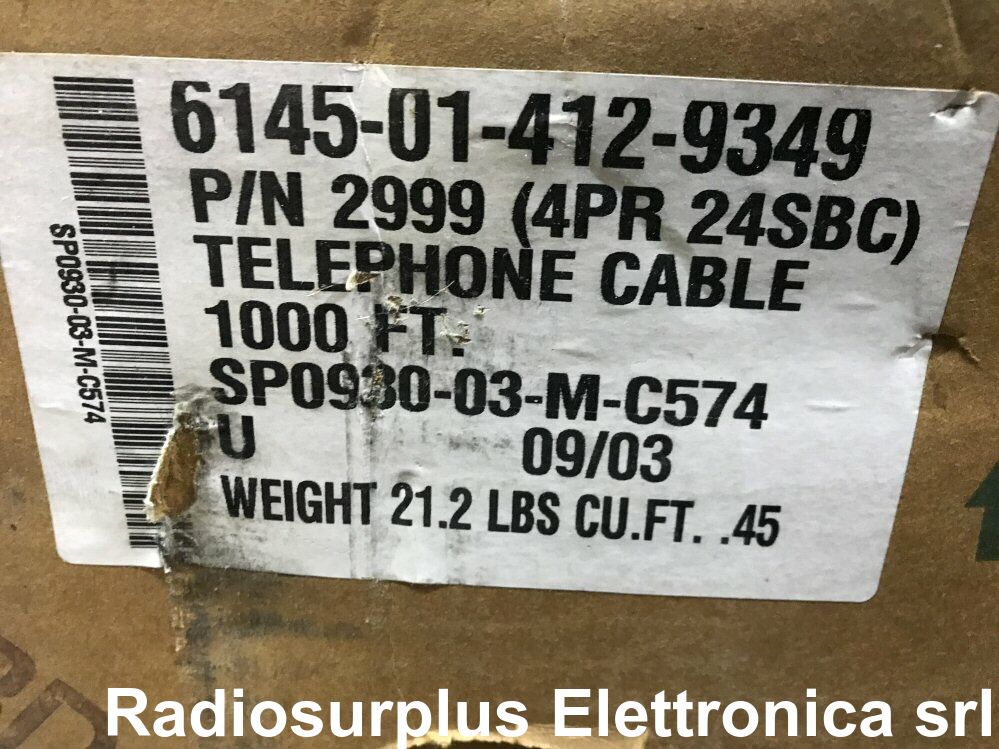 6145-01-412-9349
P/N 2999 (4PR 24SBC)
TELEPHONE CABLE
1000 FT.
SP0930-03-M-C574
U 09/03
WEIGHT 21.2 LBS CU.FT. .45
SP0930-03-M-C574
Radiosurplus Elettronica srl